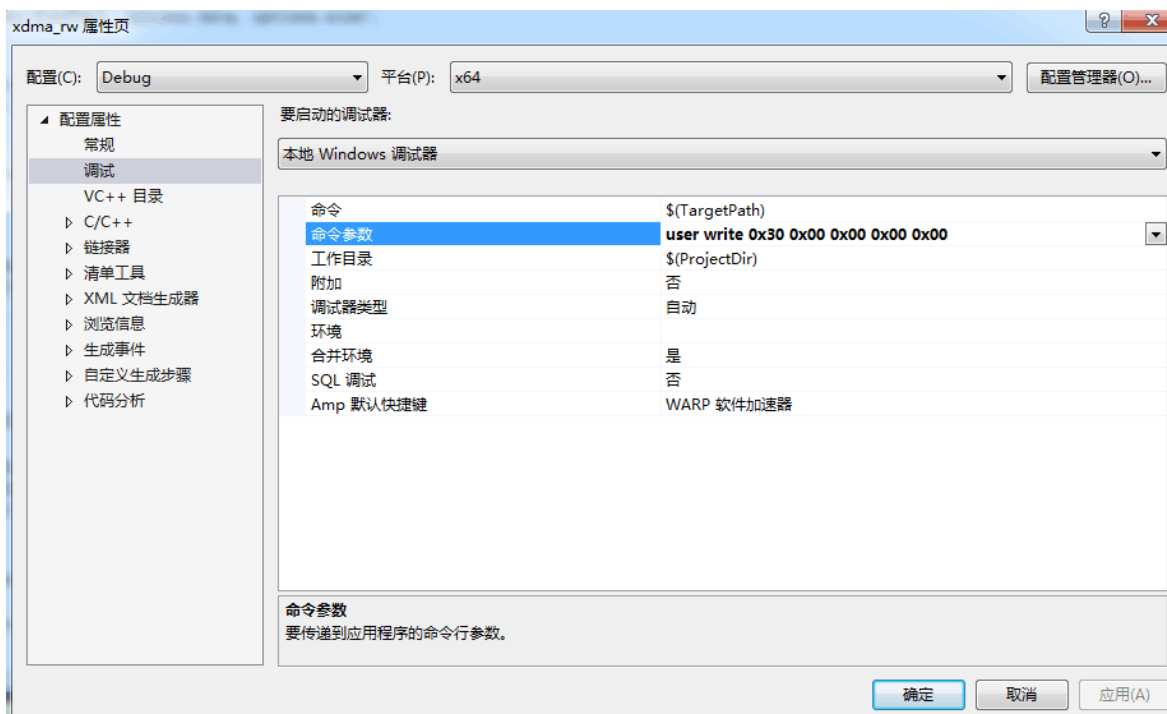 xdma_rw 属性页
配置(C): Debug 平台(P): x64 配置管理器(O)...
配置属性
常规
调试
VC++ 目录
C/C++
链接器
清单工具
XML 文档生成器
浏览信息
生成事件
自定义生成步骤
代码分析
要启动的调试器:
本地 Windows 调试器
命令 $(TargetPath)
命令参数 user write 0x30 0x00 0x00 0x00 0x00
工作目录 $(ProjectDir)
附加 否
调试器类型 自动
环境
合并环境 是
SQL 调试 否
Amp 默认快捷键 WARP 软件加速器
命令参数
要传递到应用程序的命令行参数。
确定 取消 应用(A)